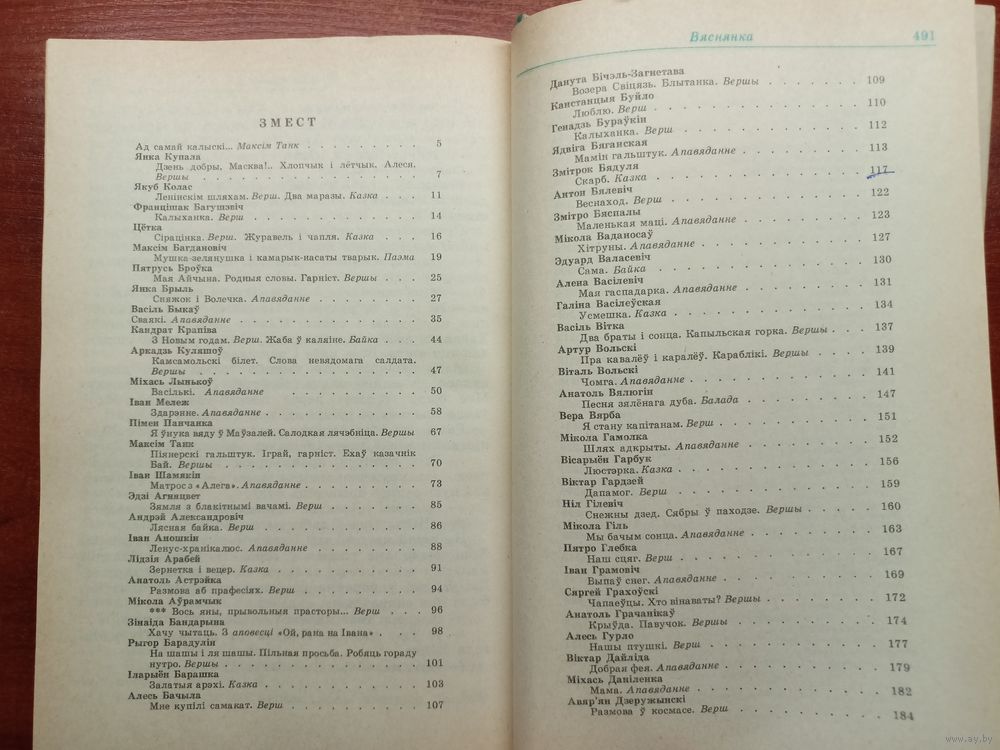 ЗМЕСТ
Ад самай калыскі... Максім Танк . . . . . . . . . 5
Янка Купала
Дзень добры, Масква!.. Хлопчык і лётчык. Алеся.
Вершы . . . . . . . . . . . . . . . . 7
Якуб Колас
Ленінскім шляхам. Верш. Два маразы. Казка . . . 11
Францішак Багушэвіч
Калыханка. Верш . . . . . . . . . . . . 14
Цётка
Сірацінка. Верш. Журавель і чапля. Казка . . . 16
Максім Багдановіч
Мушка-зелянушка і камарык-насаты тварык. Паэма 19
Пятрусь Броўка
Мая Айчына. Родныя словы. Гарніст. Вершы . . . 25
Янка Брыль
Сняжок і Волечка. Апавяданне . . . . . . . 27
Васіль Быкаў
Сваякі. Апавяданне . . . . . . . . . . . . . 35
Кандрат Крапіва
З Новым годам. Верш. Жаба ў каляіне. Байка . . . 44
Аркадзь Куляшоў
Камсамольскі білет. Слова невядомага салдата.
Вершы . . . . . . . . . . . . . . . . 47
Міхась Лынькоў
Васількі. Апавяданне . . . . . . . . . . 50
Іван Мележ
Здарэнне. Апавяданне . . . . . . . . . . . 58
Пімен Панчанка
Я ўнука вяду ў Маўзалей. Салодкая лячэбніца. Вершы 67
Максім Танк
Піянерскі гальштук. Іграй, гарніст. Ехаў казачнік
Бай. Вершы . . . . . . . . . . . . . . 70
Іван Шамякін
Матрос з «Алега». Апавяданне . . . . . . . . 73
Эдзі Агняцвет
Зямля з блакітнымі вачамі. Верш . . . . . . . 85
Андрэй Александровіч
Лясная байка. Верш . . . . . . . . . . . 86
Іван Аношкін
Ленус-хранікалюс. Апавяданне . . . . . . . 88
Лідзія Арабей
Зернетка і вецер. Казка . . . . . . . . . . 91
Анатоль Астрэйка
Размова аб прафесіях. Верш . . . . . . . . 94
Мікола Аўрамчык
*** Вось яны, прывольныя прасторы... Верш . . . 96
Зінаіда Бандарына
Хачу чытаць. З аповесці «Ой, рана на Івана» . . . 98
Рыгор Барадулін
На шашы і ля шашы. Пільная просьба. Робяць гораду
нутро. Вершы . . . . . . . . . . . . . 101
Іларыён Барашка
Залатыя арэхі. Казка . . . . . . . . . . . 103
Алесь Бачыла
Мне купілі самакат. Верш . . . . . . . . . 107
Вяснянка 491
Данута Бічэль-Загнетава
Возера Свіцязь. Блытанка. Вершы . . . . . . . 109
Канстанцыя Буйло
Люблю. Верш . . . . . . . . . . . . . 110
Генадзь Бураўкін
Калыханка. Верш . . . . . . . . . . . . 112
Ядвіга Бяганская
Мамін гальштук. Апавяданне . . . . . . . . 113
Змітрок Бядуля
Скарб. Казка . . . . . . . . . . . . . 117
Антон Бялевіч
Веснаход. Верш . . . . . . . . . . . . 122
Змітро Бяспалы
Маленькая маці. Апавяданне . . . . . . . . 123
Мікола Ваданосаў
Хітруны. Апавяданне . . . . . . . . . . . 127
Эдуард Валасевіч
Сама. Байка . . . . . . . . . . . . . 130
Алена Васілевіч
Мая гаспадарка. Апавяданне . . . . . . . . 131
Галіна Васілеўская
Усмешка. Казка . . . . . . . . . . . . 134
Васіль Вітка
Два браты і сонца. Капыльская горка. Вершы . . . 137
Артур Вольскі
Пра кавалёў і каралёў. Караблікі. Вершы . . . . 139
Віталь Вольскі
Чомга. Апавяданне . . . . . . . . . . . 141
Анатоль Вялюгін
Песня зялёнага дуба. Балада . . . . . . . . 147
Вера Вярба
Я стану капітанам. Верш . . . . . . . . . 151
Мікола Гамолка
Шлях адкрыты. Апавяданне . . . . . . . . 152
Вісарыён Гарбук
Люстэрка. Казка . . . . . . . . . . . . 156
Віктар Гардзей
Дапамог. Верш . . . . . . . . . . . . 159
Ніл Гілевіч
Снежны дзед. Сябры ў паходзе. Вершы . . . . . 160
Мікола Гіль
Мы бачым сонца. Апавяданне . . . . . . . . 163
Пятро Глебка
Наш сцяг. Верш . . . . . . . . . . . . 167
Іван Грамовіч
Выпаў снег. Апавяданне . . . . . . . . . 169
Сяргей Грахоўскі
Чапаеўцы. Хто вінаваты? Вершы . . . . . . . 172
Анатоль Грачанікаў
Крыўда. Павучок. Вершы . . . . . . . . . 174
Алесь Гурло
Нашы птушкі. Верш . . . . . . . . . . . 177
Віктар Дайліда
Добрая фея. Апавяданне . . . . . . . . . 179
Міхась Даніленка
Мама. Апавяданне . . . . . . . . . . . 182
Авяр'ян Дзеружынскі
Размова ў космасе. Верш . . . . . . . . . 184
www.ay.by